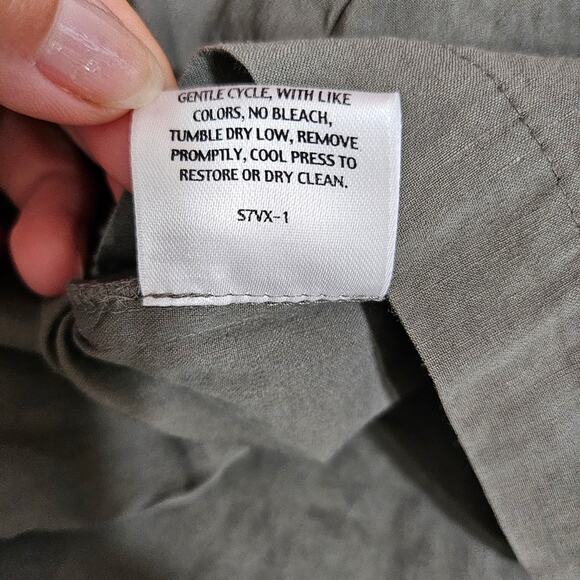 GENTLE CYCLE, WITH LIKE
COLORS, NO BLEACH,
TUMBLE DRY LOW, REMOVE
PROMPTLY, COOL PRESS TO
RESTORE OR DRY CLEAN.
S7VX-1